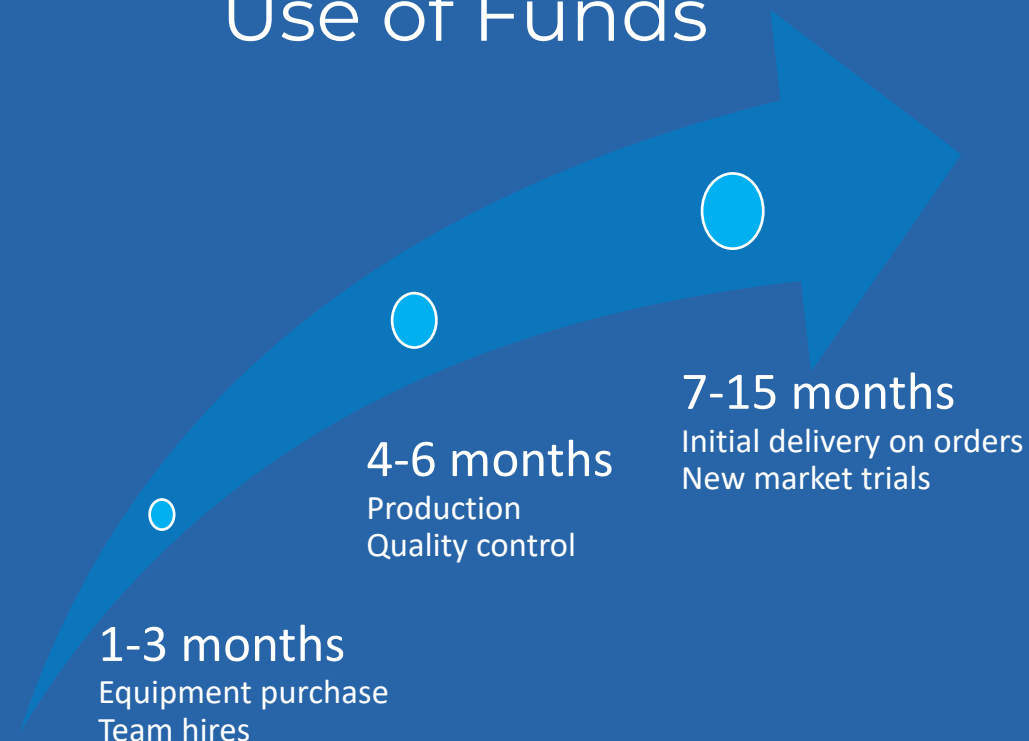 Use of Funds
7-15 months
Initial delivery on orders
New market trials
4-6 months
Production
Quality control
1-3 months
Equipment purchase
Team hires